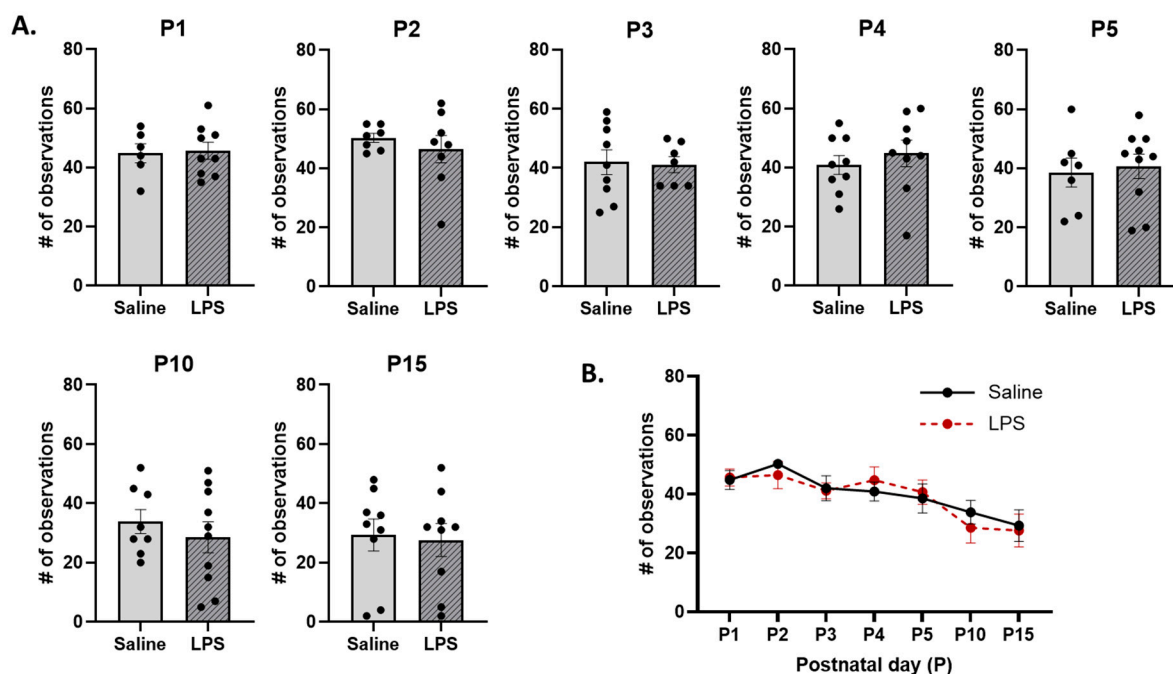 A.
P1
# of observations
80
60
40
20
0
Saline LPS
P2
# of observations
80
60
40
20
0
Saline LPS
P3
# of observations
80
60
40
20
0
Saline LPS
P4
# of observations
80
60
40
20
0
Saline LPS
P5
# of observations
80
60
40
20
0
Saline LPS
P10
# of observations
80
60
40
20
0
Saline LPS
P15
# of observations
80
60
40
20
0
Saline LPS
B.
# of observations
80
60
40
20
0
Saline
LPS
P1 P2 P3 P4 P5 P10 P15
Postnatal day (P)